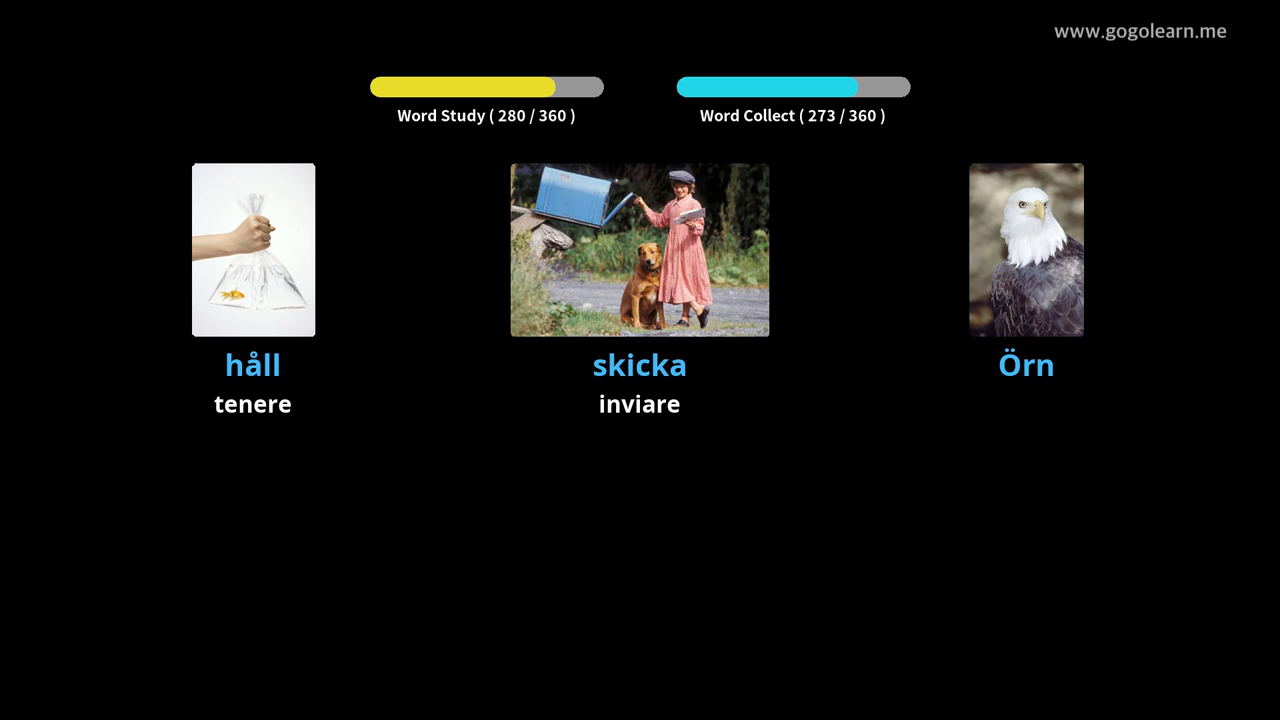 www.gogolearn.me
Word Study ( 280 / 360 )
Word Collect ( 273 / 360 )
håll
skicka
Örn
tenere
inviare